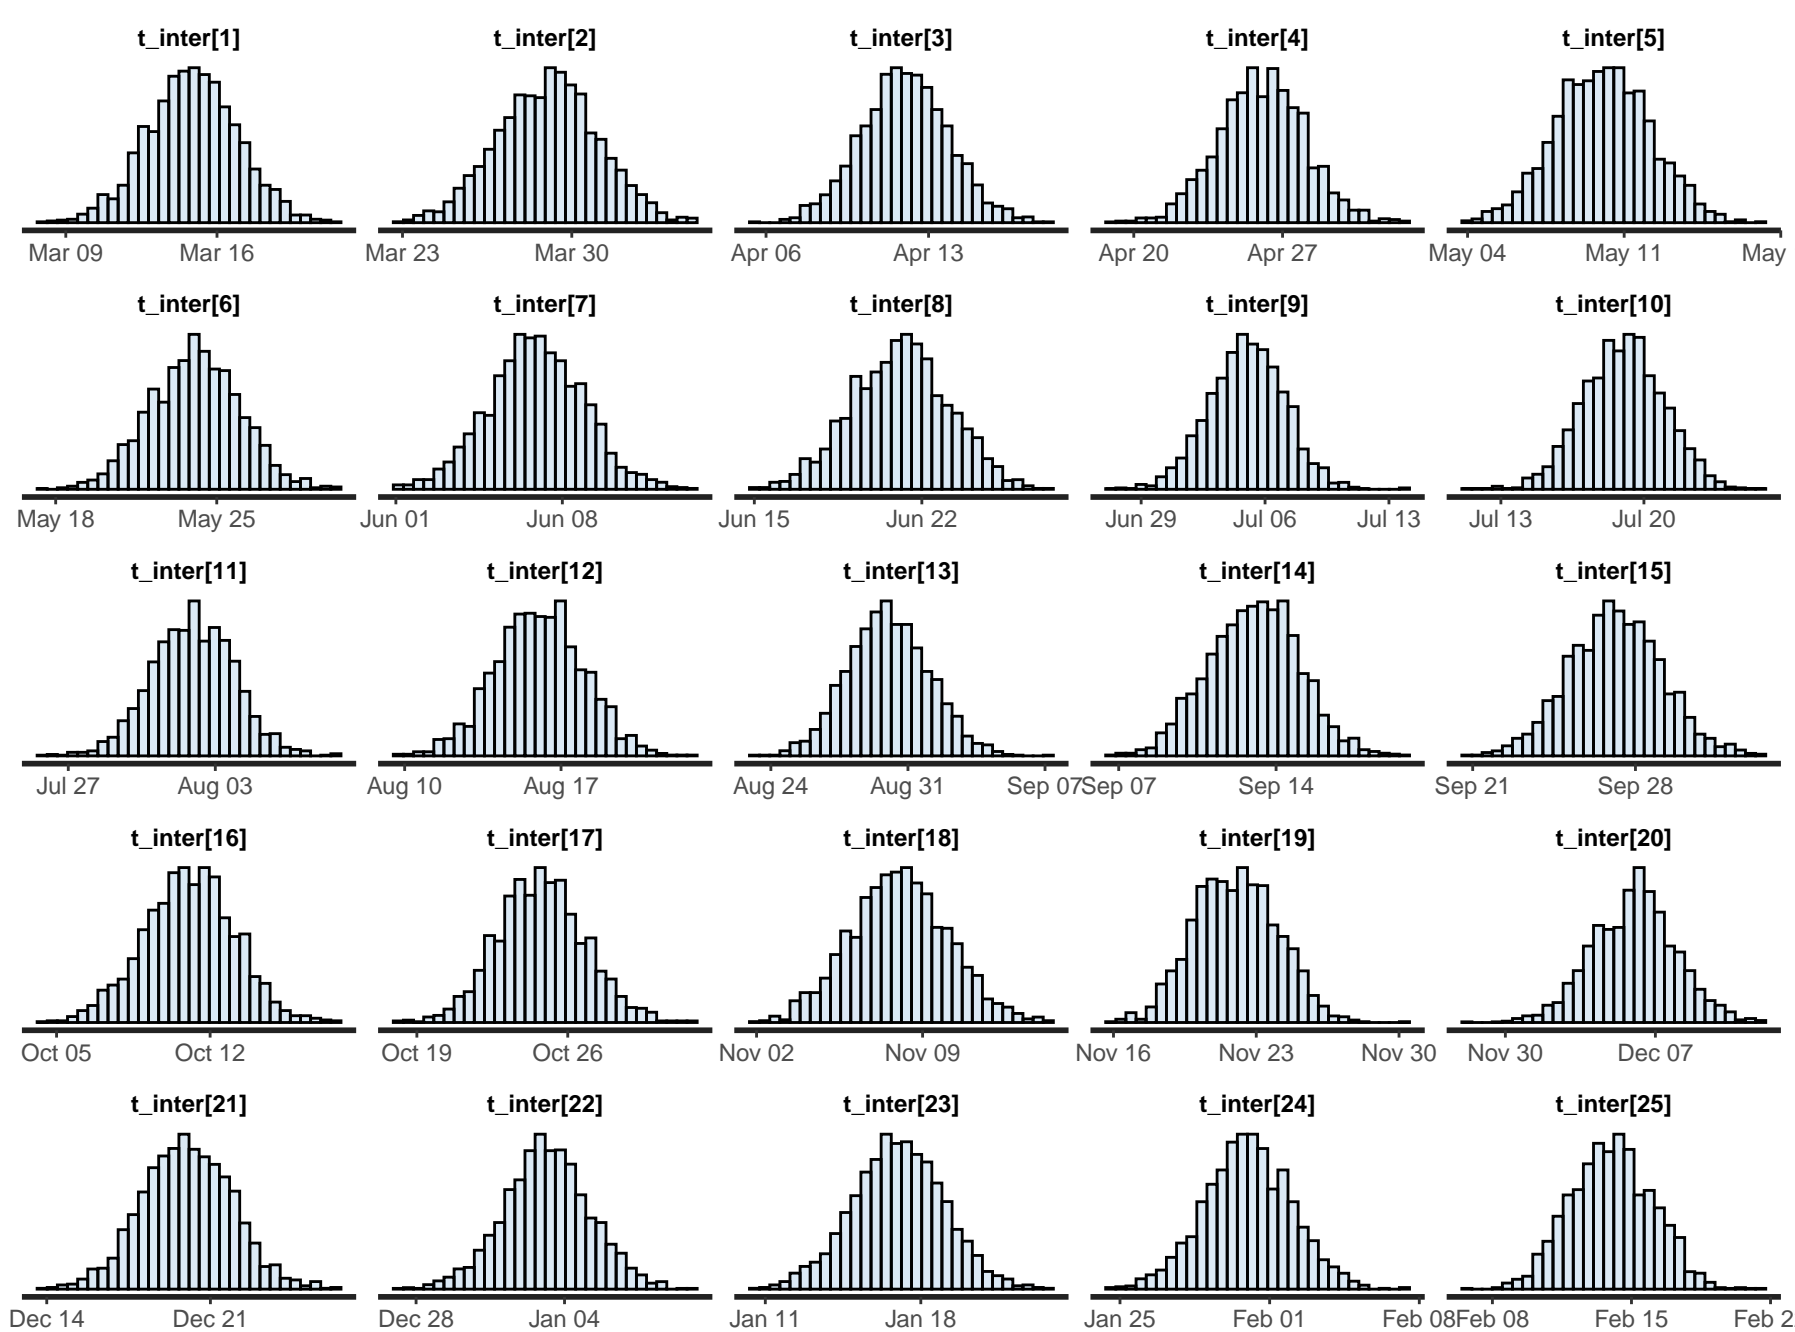 t_inter[1] t_inter[2] t_inter[3] t_inter[4] t_inter[5]
Mar 09 Mar 16 Mar 23 Mar 30 Apr 06 Apr 13 Apr 20 Apr 27 May 04 May 11 May
t_inter[6] t_inter[7] t_inter[8] t_inter[9] t_inter[10]
May 18 May 25 Jun 01 Jun 08 Jun 15 Jun 22 Jun 29 Jul 06 Jul 13 Jul 13 Jul 20
t_inter[11] t_inter[12] t_inter[13] t_inter[14] t_inter[15]
Jul 27 Aug 03 Aug 10 Aug 17 Aug 24 Aug 31 Sep 07 Sep 07 Sep 14 Sep 21 Sep 28
t_inter[16] t_inter[17] t_inter[18] t_inter[19] t_inter[20]
Oct 05 Oct 12 Oct 19 Oct 26 Nov 02 Nov 09 Nov 16 Nov 23 Nov 30 Nov 30 Dec 07
t_inter[21] t_inter[22] t_inter[23] t_inter[24] t_inter[25]
Dec 14 Dec 21 Dec 28 Jan 04 Jan 11 Jan 18 Jan 25 Feb 01 Feb 08 Feb 08 Feb 15 Feb